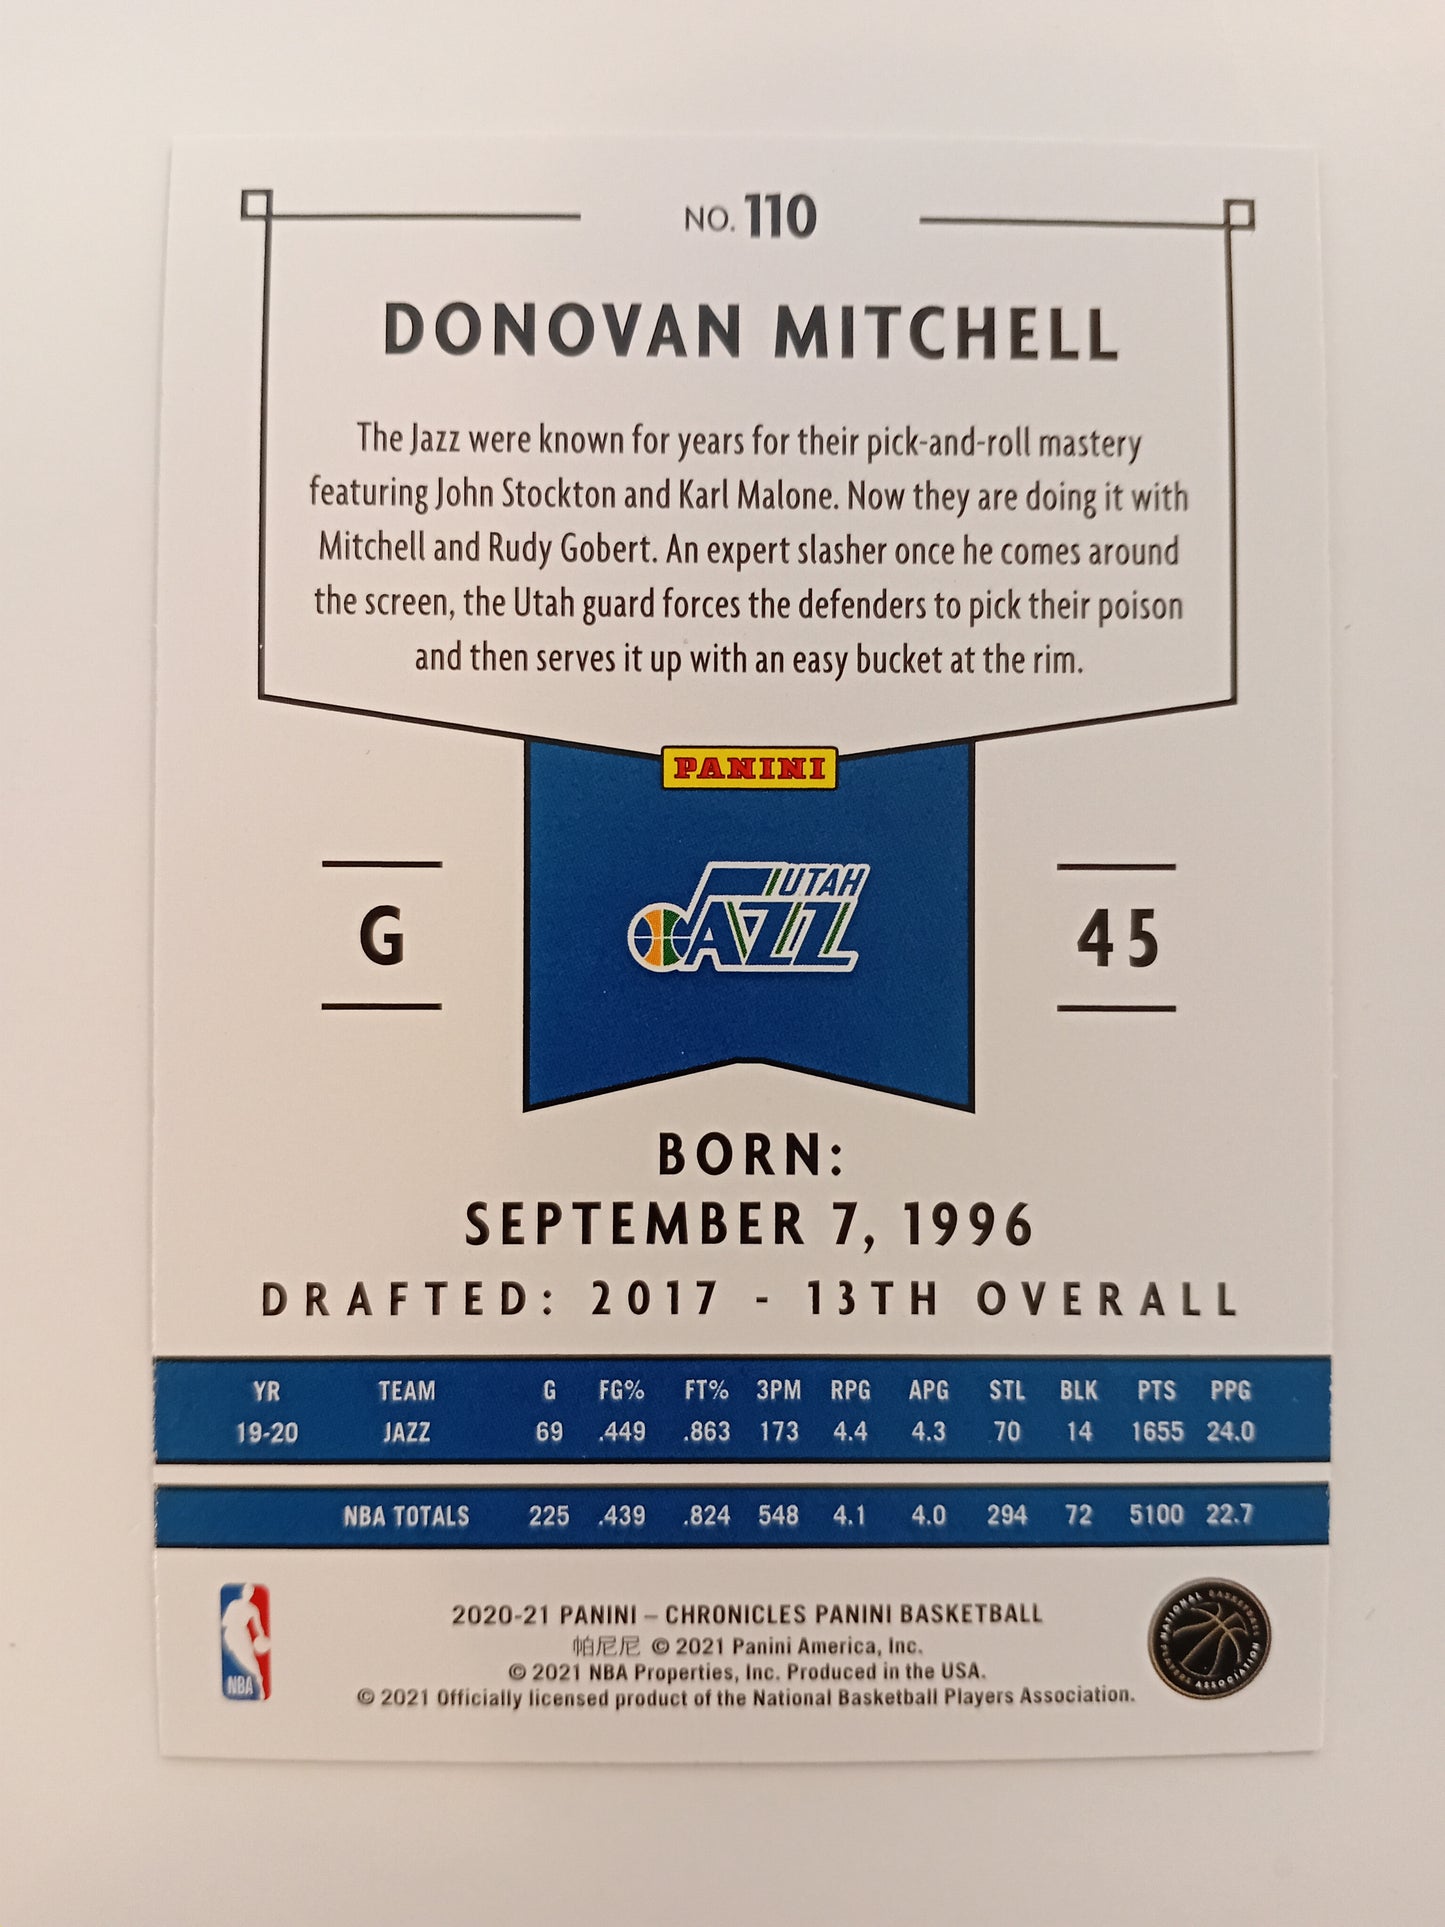 NO. 110
DONOVAN MITCHELL
The Jazz were known for years for their pick-and-roll mastery
featuring John Stockton and Karl Malone. Now they are doing it with
Mitchell and Rudy Gobert. An expert slasher once he comes around
the screen, the Utah guard forces the defenders to pick their poison
and then serves it up with an easy bucket at the rim.
PANINI
UTAH
JAZZ
G
45
BORN:
SEPTEMBER 7, 1996
DRAFTED: 2017 - 13TH OVERALL
YR TEAM G FG% FT% 3PM RPG APG STL BLK PTS PPG
19-20 JAZZ 69 .449 .863 173 4.4 4.3 70 14 1655 24.0
NBA TOTALS 225 .439 .824 548 4.1 4.0 294 72 5100 22.7
NBA
2020-21 PANINI – CHRONICLES PANINI BASKETBALL
帕尼尼 © 2021 Panini America, Inc.
© 2021 NBA Properties, Inc. Produced in the USA.
© 2021 Officially licensed product of the National Basketball Players Association.
NATIONAL BASKETBALL PLAYERS ASSOCIATION